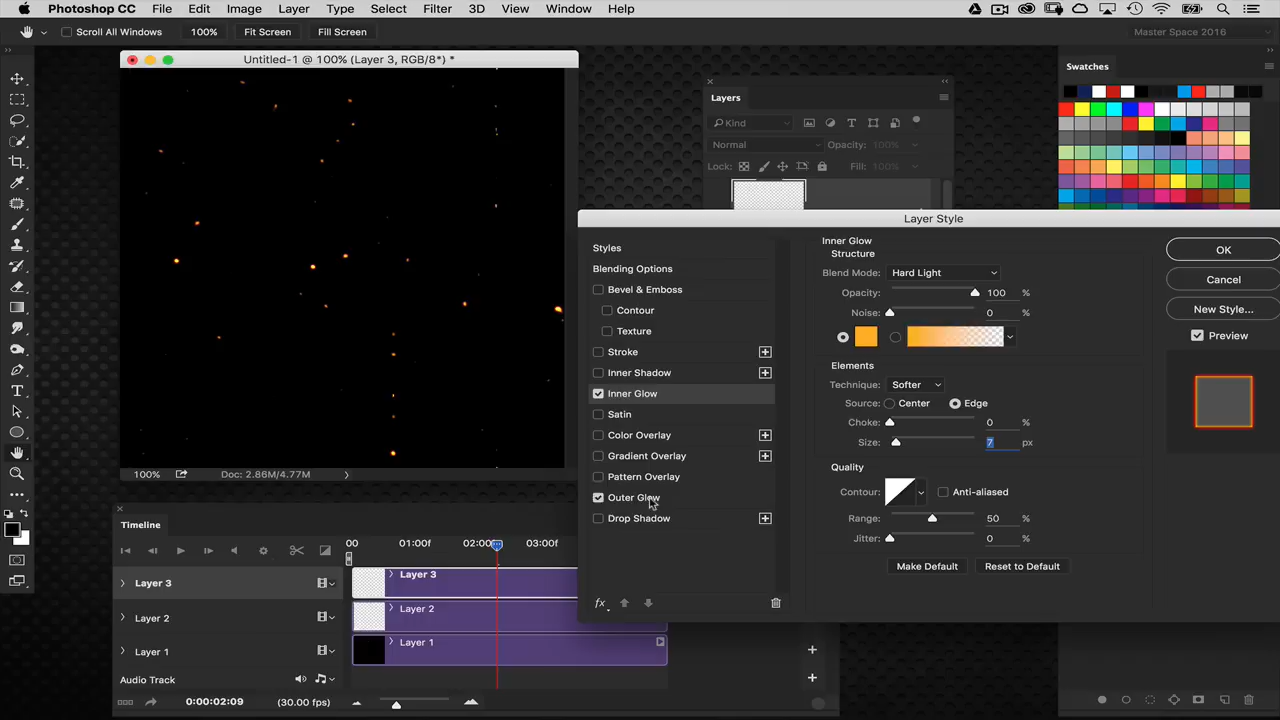 Photoshop CC File Edit Image Layer Type Select Filter 3D View Window Help
Scroll All Windows 100% Fit Screen Fill Screen Master Space 2016
Untitled-1 @ 100% (Layer 3, RGB/8*) *
Swatches
Layers
Kind
Normal Opacity: 100%
Lock: Fill: 100%
Layer Style
Styles
Blending Options
Bevel & Emboss
Contour
Texture
Stroke
Inner Shadow
Inner Glow
Satin
Color Overlay
Gradient Overlay
Pattern Overlay
Outer Glow
Drop Shadow
fx
Inner Glow
Structure
Blend Mode: Hard Light
Opacity: 100 %
Noise: 0 %
Elements
Technique: Softer
Source: Center Edge
Choke: 0 %
Size: 7 px
Quality
Contour: Anti-aliased
Range: 50 %
Jitter: 0 %
Make Default Reset to Default
OK
Cancel
New Style...
Preview
100% Doc: 2.86M/4.77M
Timeline
00 01:00f 02:00f 03:00f
Layer 3 Layer 3
Layer 2 Layer 2
Layer 1 Layer 1
Audio Track
0:00:02:09 (30.00 fps)